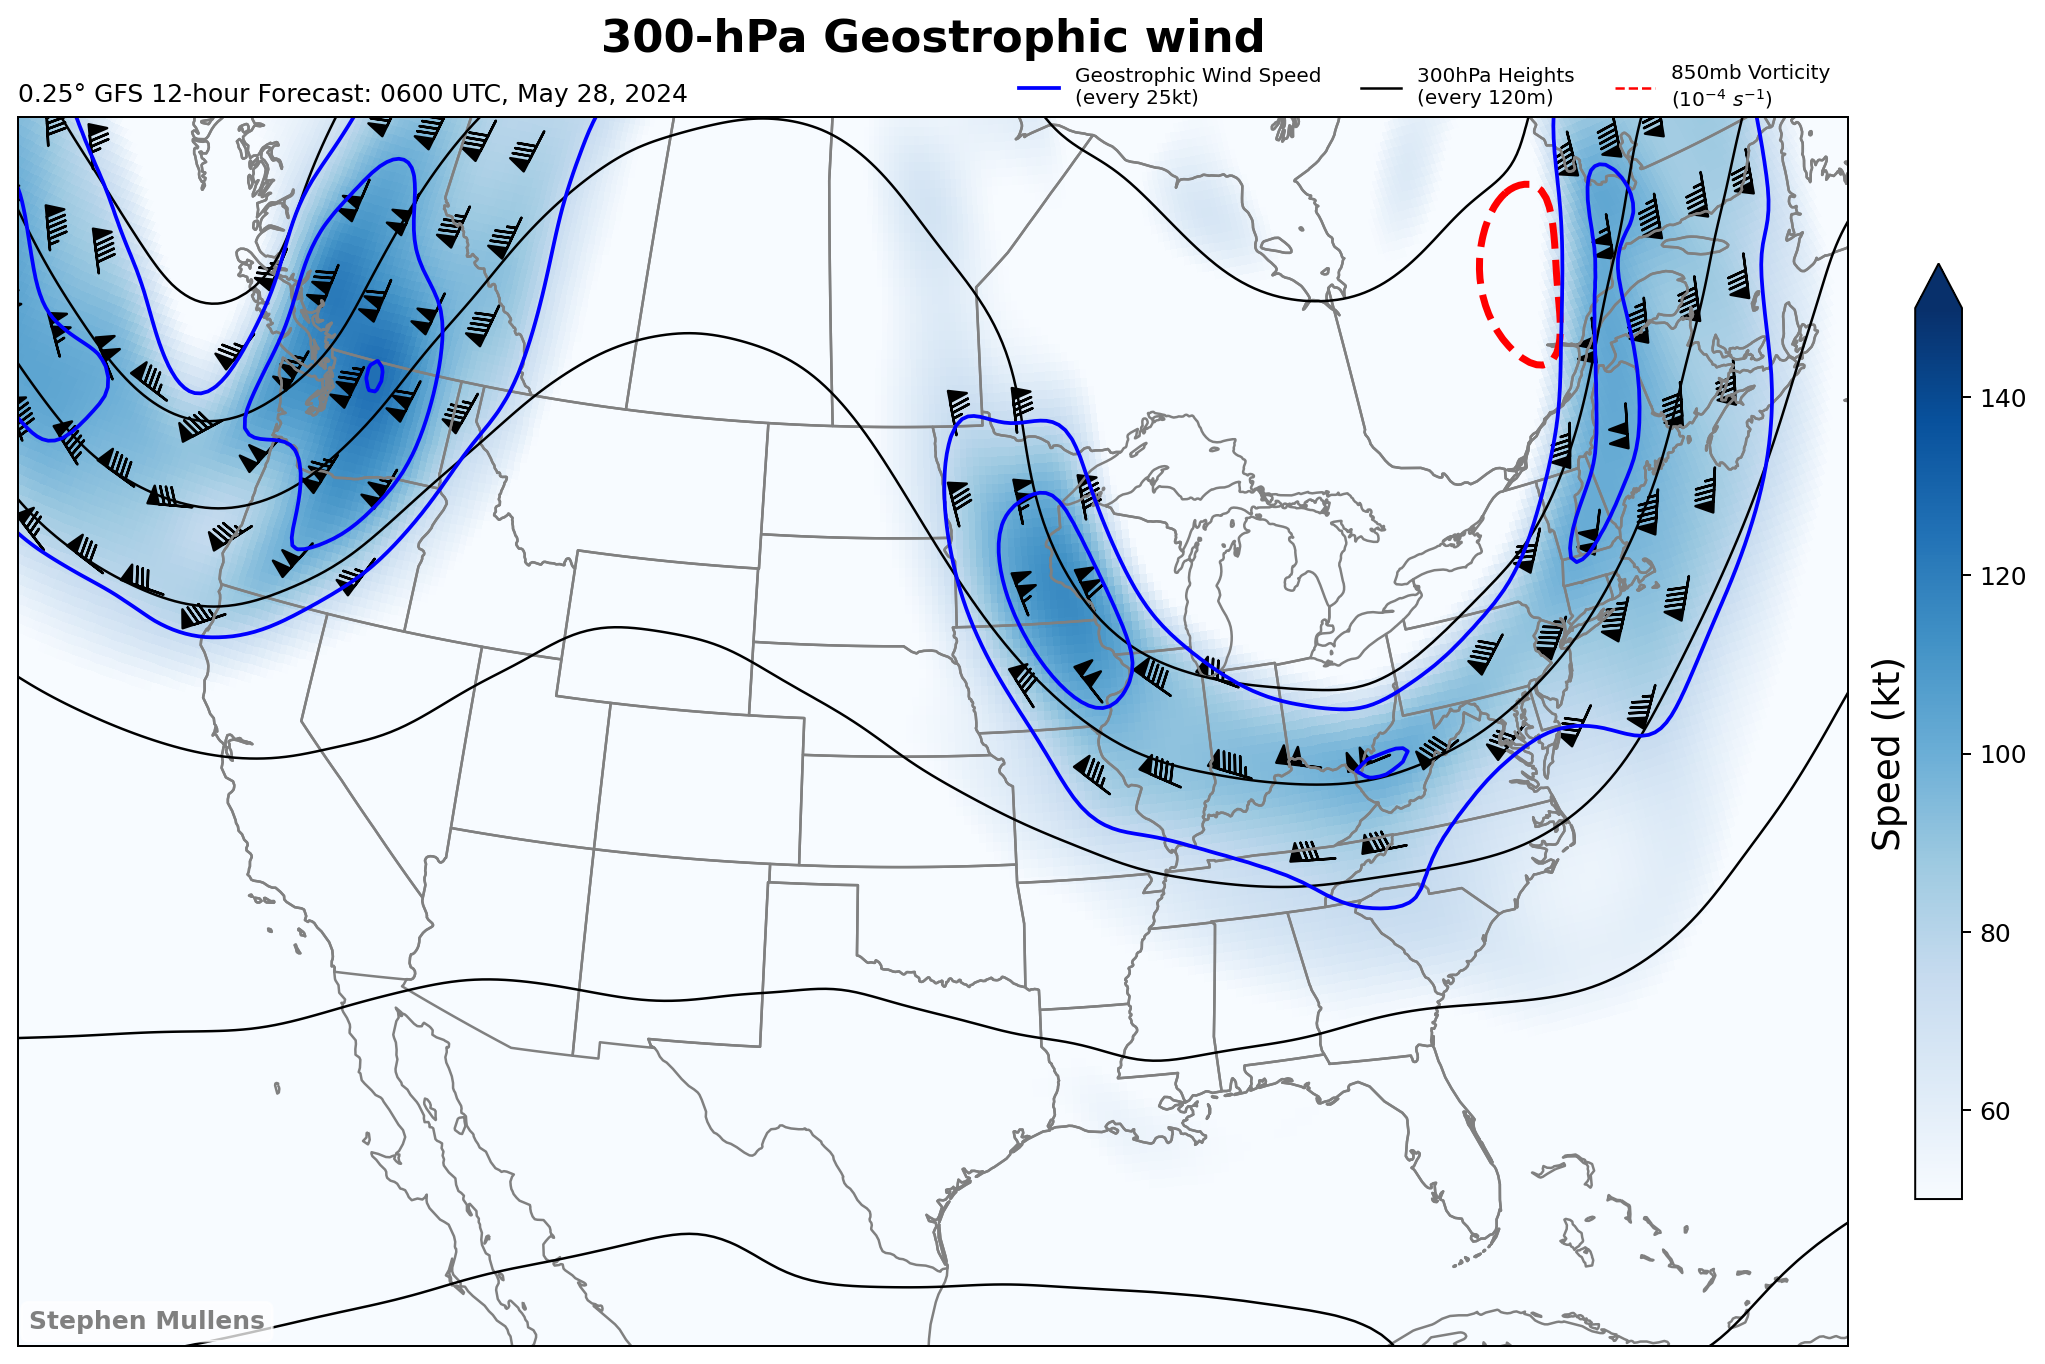 300-hPa Geostrophic wind
0.25° GFS 12-hour Forecast: 0600 UTC, May 28, 2024
Geostrophic Wind Speed
(every 25kt)
300hPa Heights
(every 120m)
850mb Vorticity
(10⁻⁴ s⁻¹)
140
120
100
80
60
Speed (kt)
Stephen Mullens